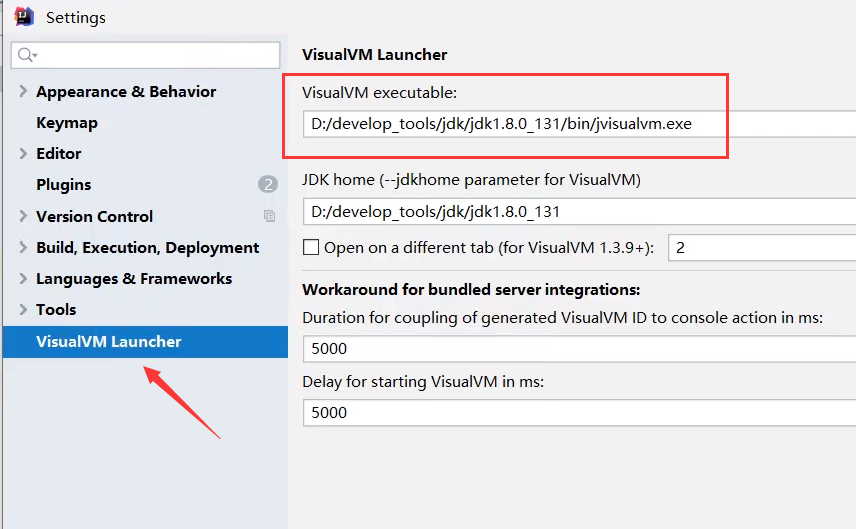 Settings
Appearance & Behavior
Keymap
Editor
Plugins 2
Version Control
Build, Execution, Deployment
Languages & Frameworks
Tools
VisualVM Launcher
VisualVM Launcher
VisualVM executable:
D:/develop_tools/jdk/jdk1.8.0_131/bin/jvisualvm.exe
JDK home (--jdkhome parameter for VisualVM)
D:/develop_tools/jdk/jdk1.8.0_131
Open on a different tab (for VisualVM 1.3.9+): 2
Workaround for bundled server integrations:
Duration for coupling of generated VisualVM ID to console action in ms:
5000
Delay for starting VisualVM in ms:
5000